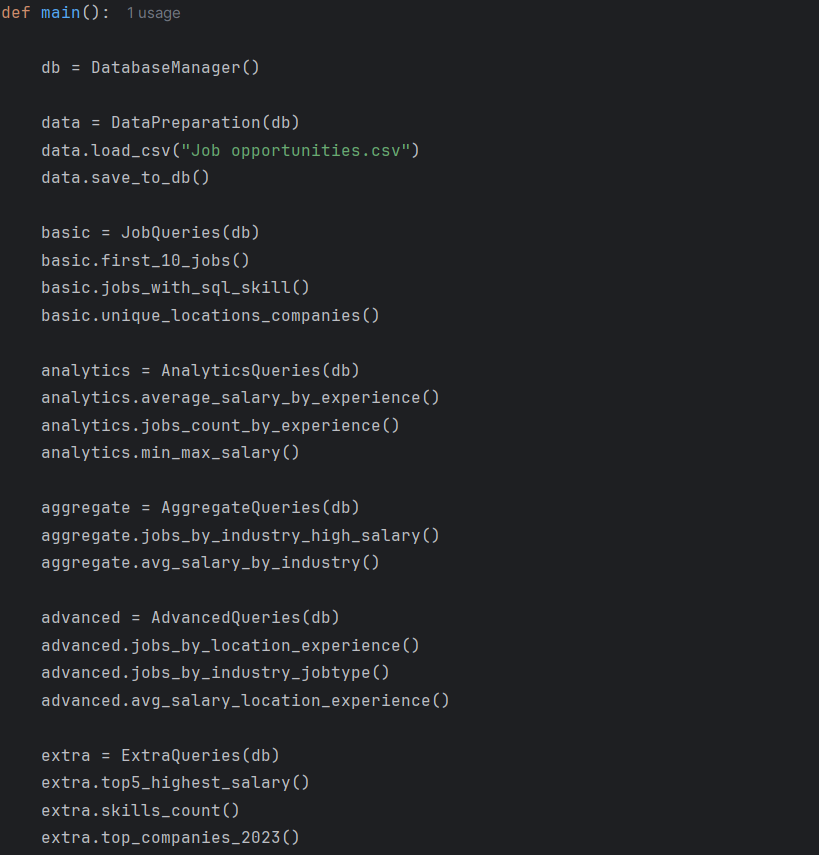 def main():  1 usage
db = DatabaseManager()
data = DataPreparation(db)
data.load_csv("Job opportunities.csv")
data.save_to_db()
basic = JobQueries(db)
basic.first_10_jobs()
basic.jobs_with_sql_skill()
basic.unique_locations_companies()
analytics = AnalyticsQueries(db)
analytics.average_salary_by_experience()
analytics.jobs_count_by_experience()
analytics.min_max_salary()
aggregate = AggregateQueries(db)
aggregate.jobs_by_industry_high_salary()
aggregate.avg_salary_by_industry()
advanced = AdvancedQueries(db)
advanced.jobs_by_location_experience()
advanced.jobs_by_industry_jobtype()
advanced.avg_salary_location_experience()
extra = ExtraQueries(db)
extra.top5_highest_salary()
extra.skills_count()
extra.top_companies_2023()